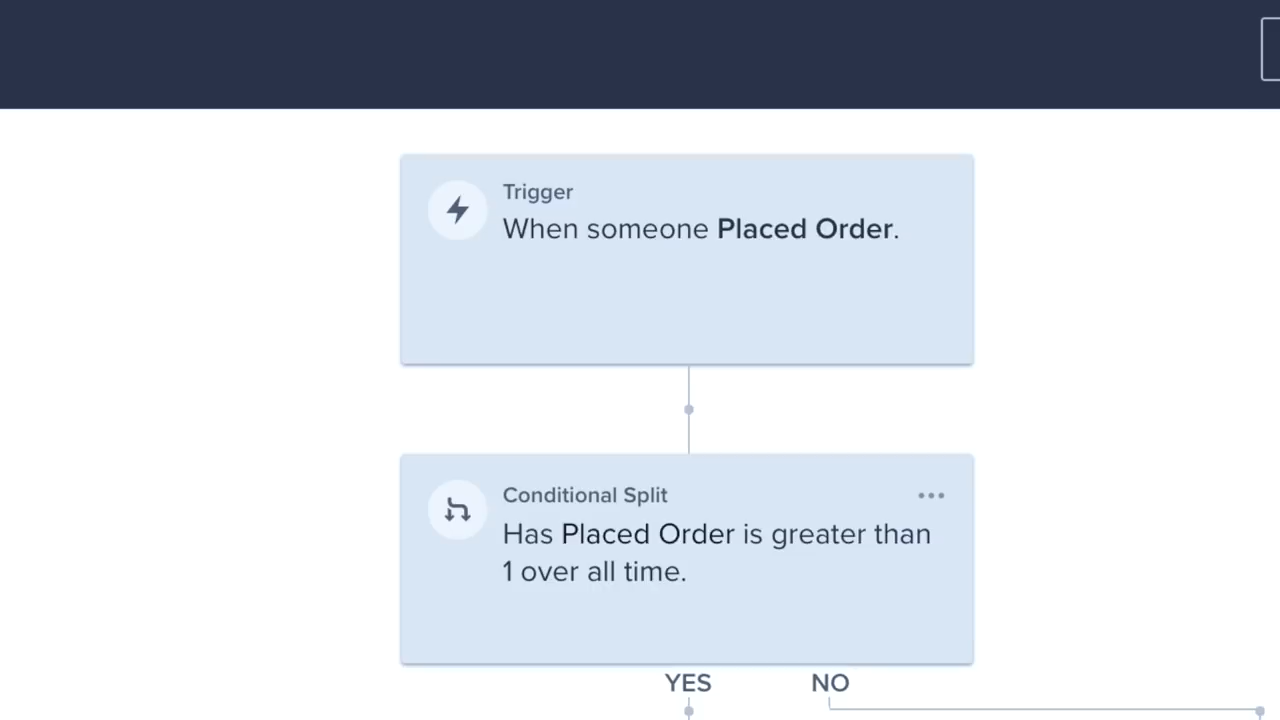 Trigger
When someone Placed Order.
Conditional Split
Has Placed Order is greater than
1 over all time.
YES NO